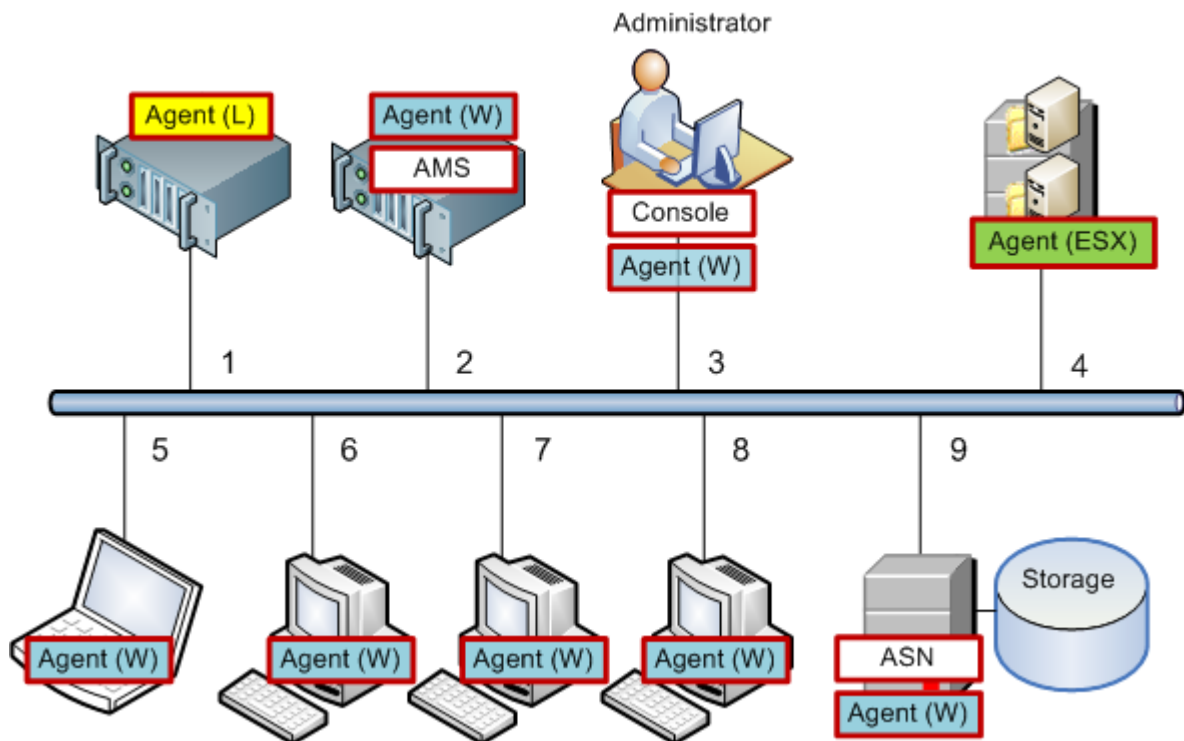 Administrator
Agent (L)
Agent (W)
AMS
Console
Agent (W)
Agent (ESX)
1
2
3
4
5
6
7
8
9
Agent (W)
Agent (W)
Agent (W)
Agent (W)
ASN
Agent (W)
Storage